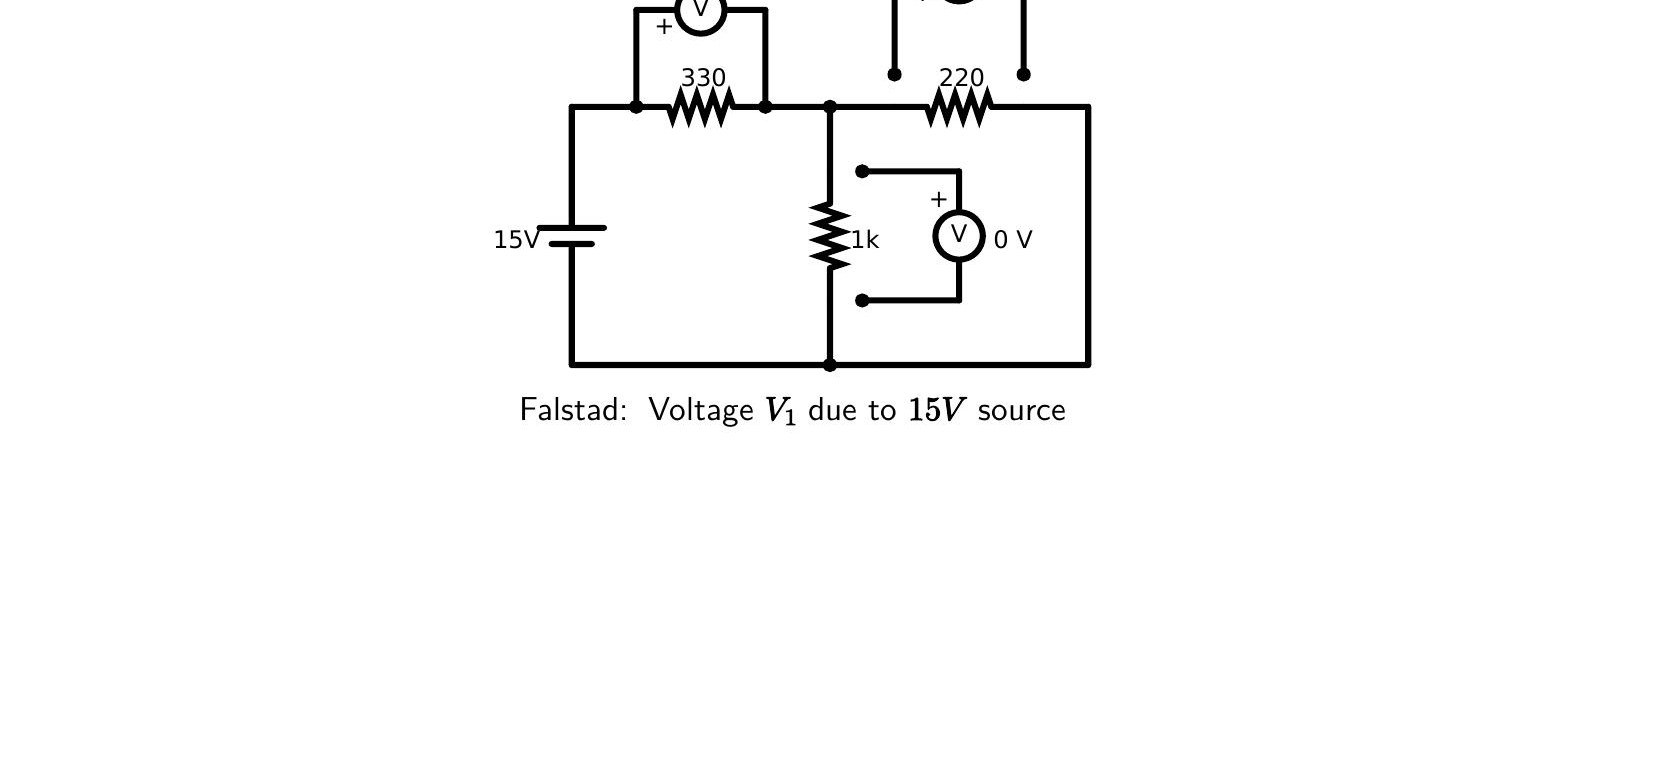 V
+
330
220
+
15V
1k
V
0 V
Falstad: Voltage V₁ due to 15V source